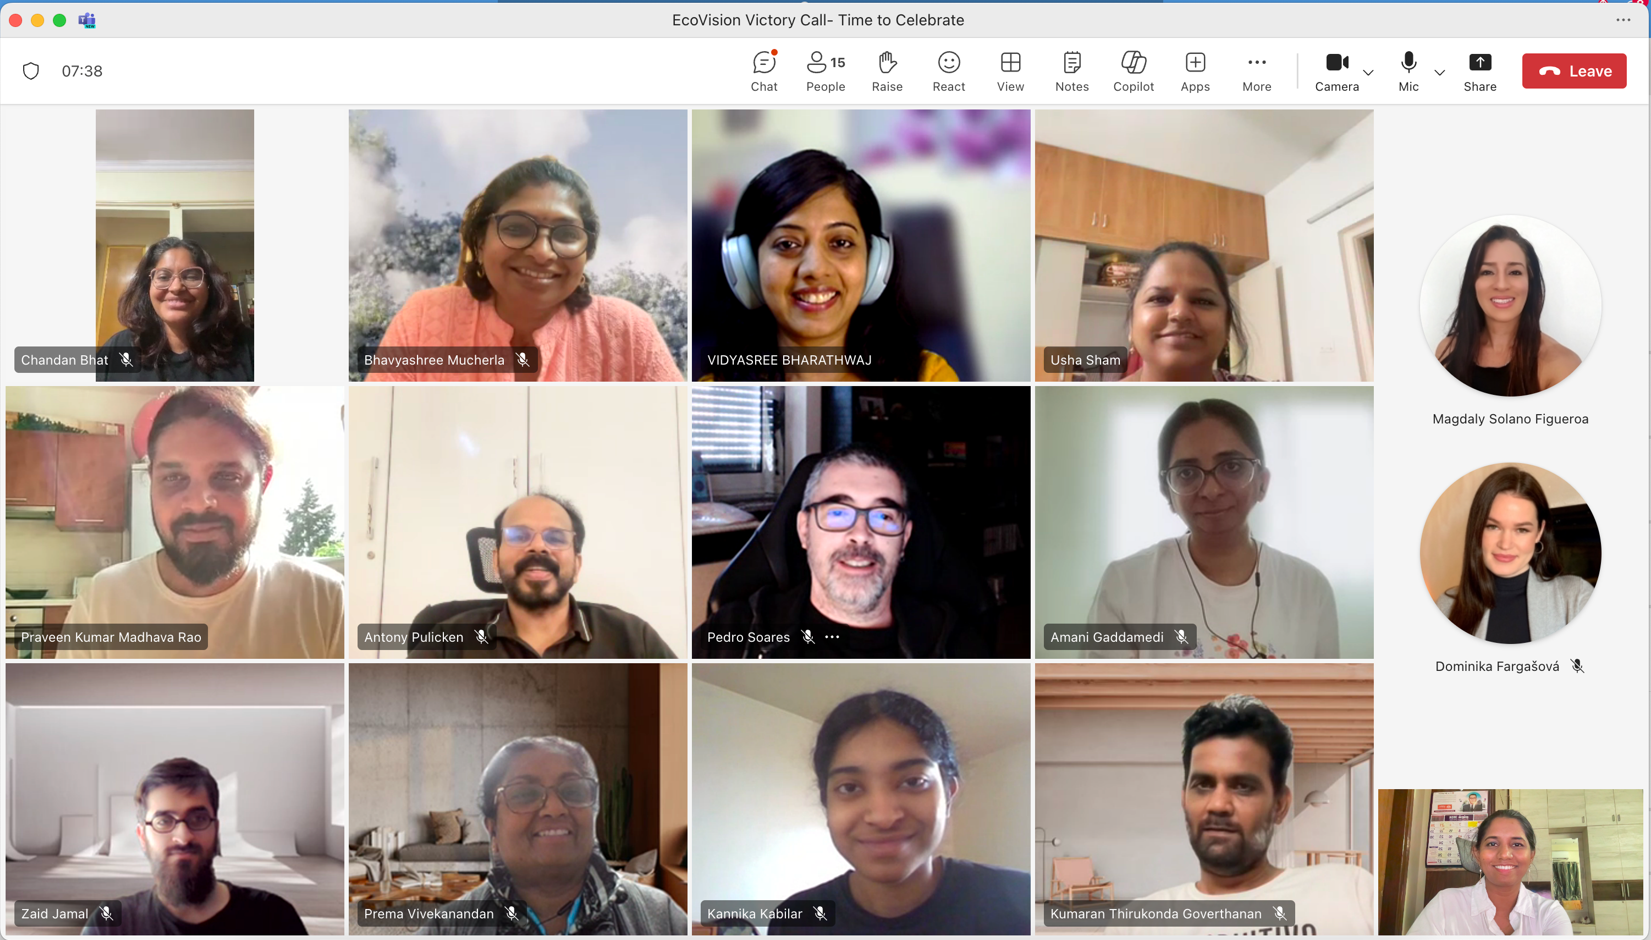 EcoVision Victory Call- Time to Celebrate
07:38
Chat
15
People
Raise
React
View
Notes
Copilot
Apps
More
Camera
Mic
Share
Leave
Chandan Bhat
Bhavyashree Mucherla
VIDYASREE BHARATHWAJ
Usha Sham
Magdaly Solano Figueroa
Praveen Kumar Madhava Rao
Antony Pulicken
Pedro Soares
Amani Gaddamedi
Dominika Fargašová
Zaid Jamal
Prema Vivekanandan
Kannika Kabilar
Kumaran Thirukonda Goverthanan